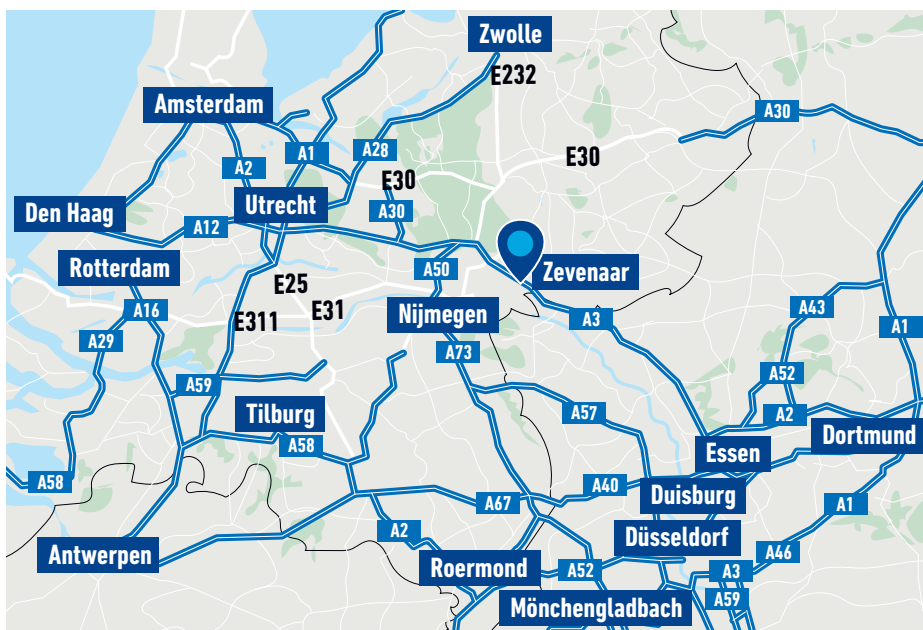 Zwolle
E232
Amsterdam
A30
A1
A28
A2
E30
E30
A30
Utrecht
Den Haag
A12
Rotterdam
A50
Zevenaar
E25
A16
E31
Nijmegen
A43
E311
A3
A1
A29
A73
A52
A59
A57
A2
Tilburg
A58
Essen
Dortmund
A58
A40
Duisburg
A67
A1
A2
Düsseldorf
Antwerpen
A46
Roermond
A52
A3
Mönchengladbach
A59